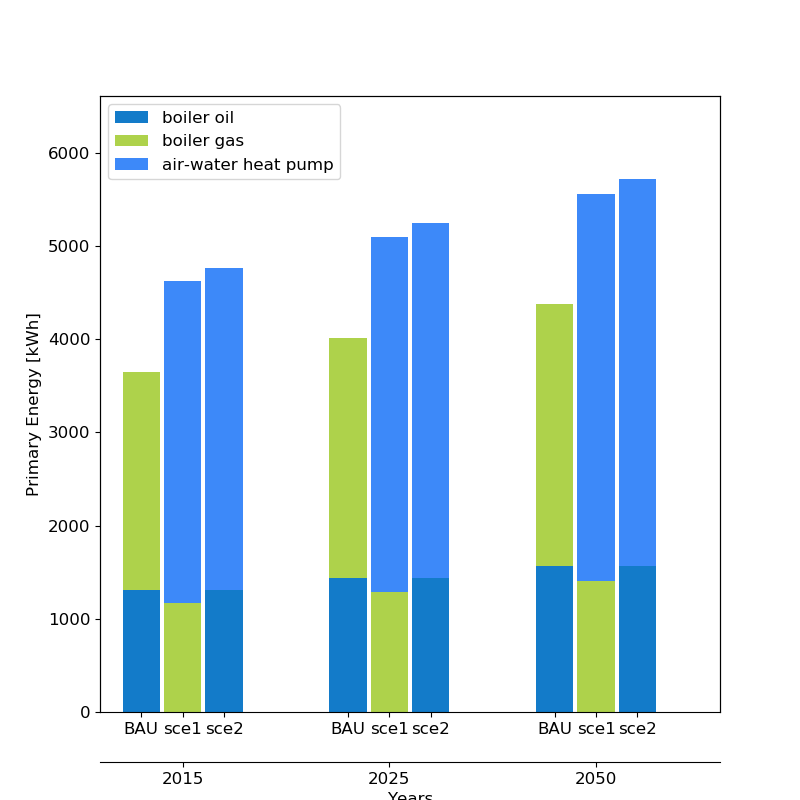 boiler oil
boiler gas
air-water heat pump
6000
5000
4000
3000
2000
1000
0
Primary Energy [kWh]
BAU sce1 sce2 BAU sce1 sce2 BAU sce1 sce2
2015 2025 2050
Years